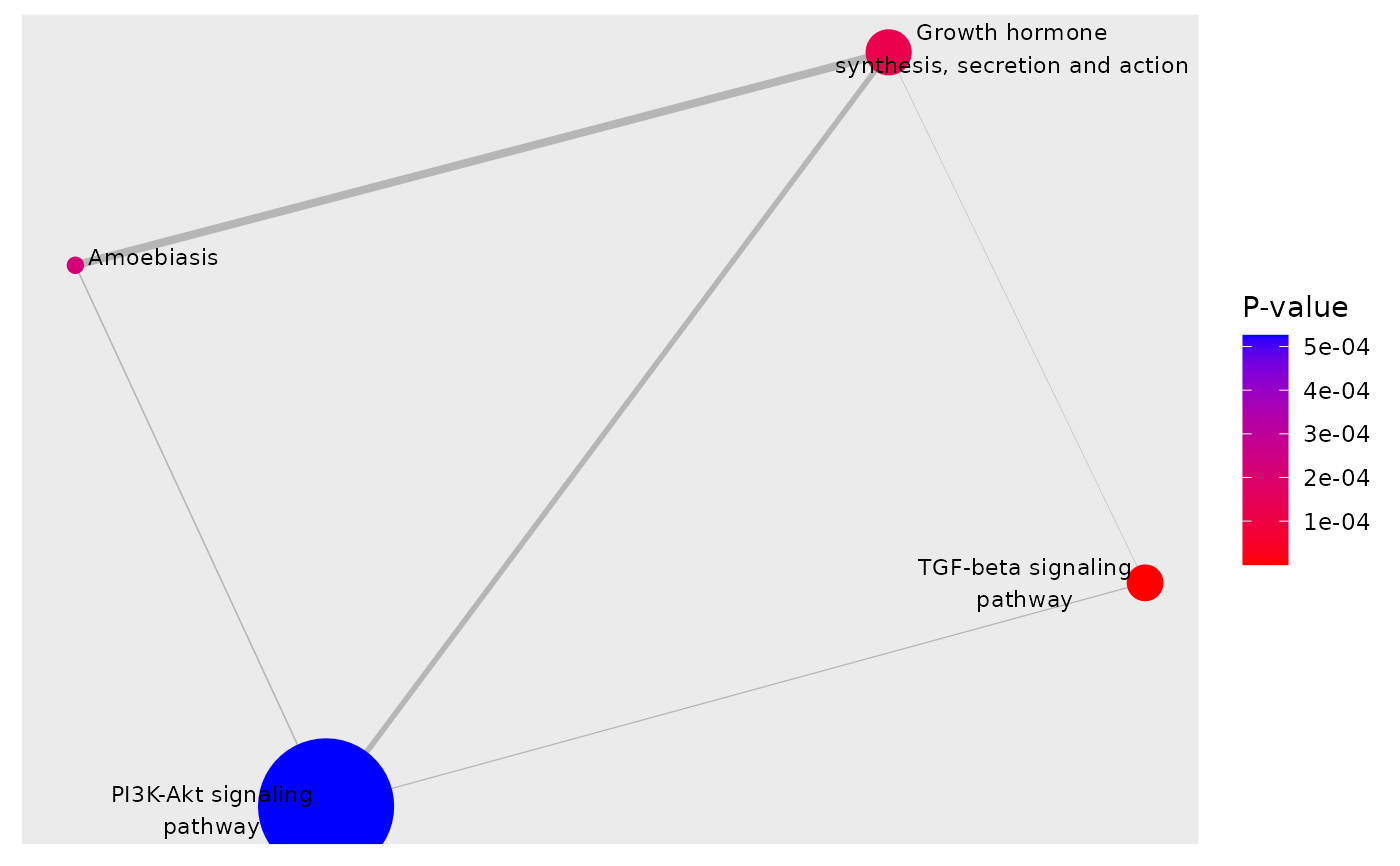 Growth hormone
synthesis, secretion and action
Amoebiasis
TGF-beta signaling
pathway
PI3K-Akt signaling
pathway
P-value
5e-04
4e-04
3e-04
2e-04
1e-04